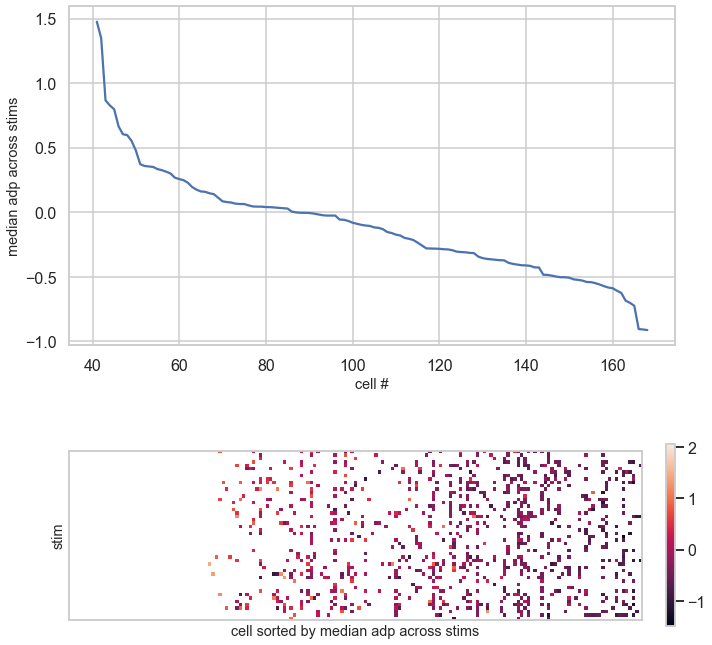 1.5
1.0
0.5
0.0
−0.5
−1.0
median adp across stims
40 60 80 100 120 140 160
cell #
stim
cell sorted by median adp across stims
2
1
0
−1